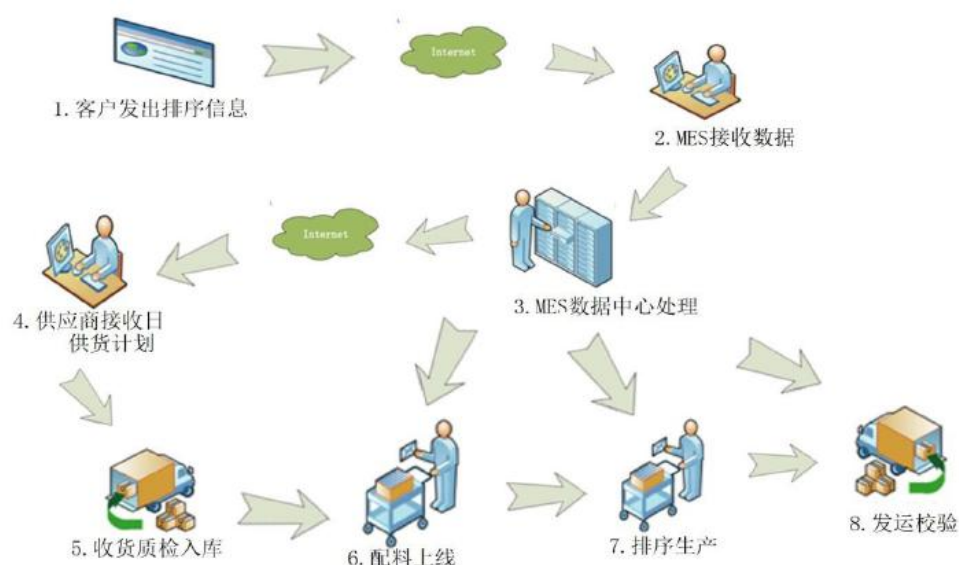 Internet
1.客户发出排序信息
2.MES接收数据
Internet
3.MES数据中心处理
4.供应商接收日
供货计划
5.收货质检入库
6.配料上线
7.排序生产
8.发运校验